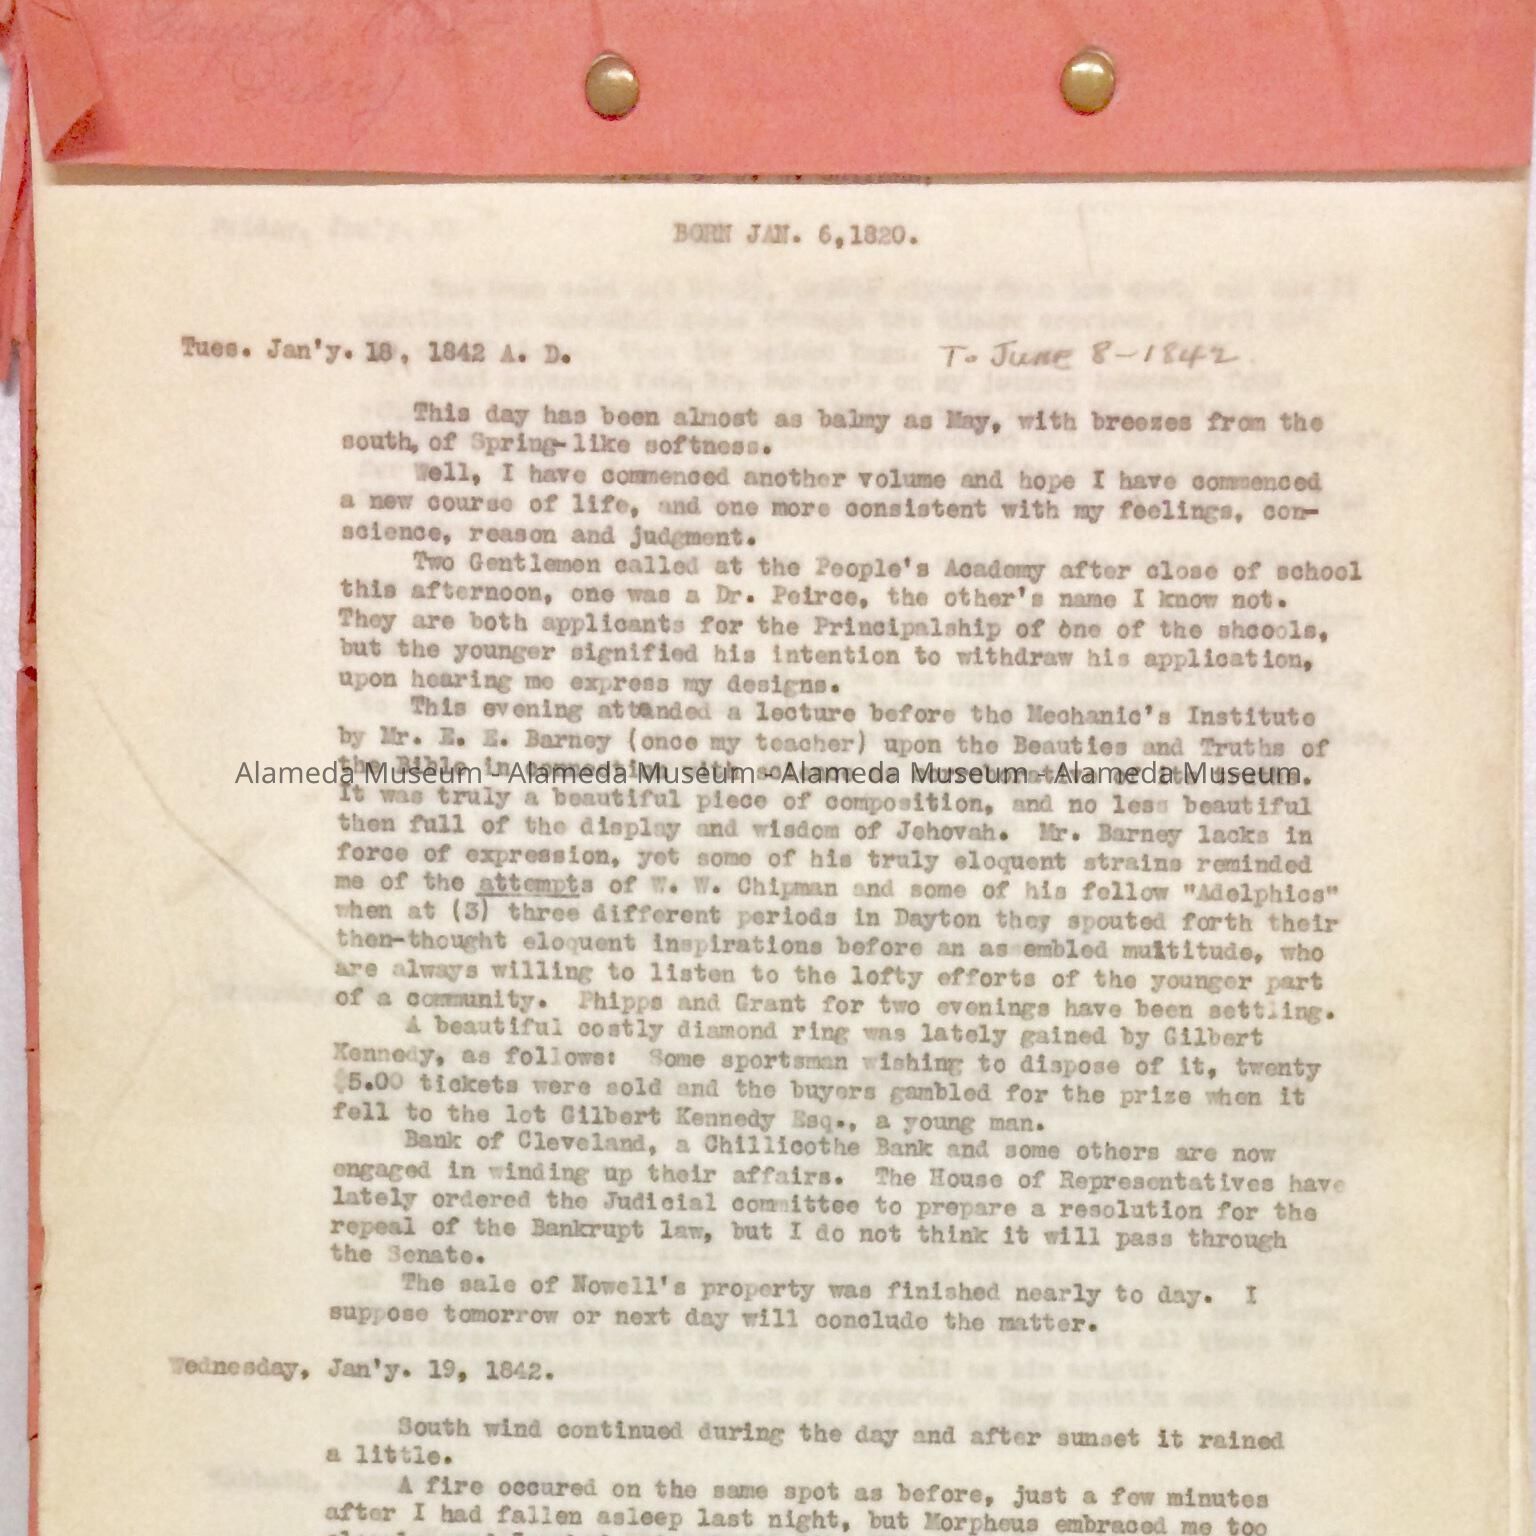 BORN JAN. 6, 1820.
Tues. Jan'y. 18, 1842 A. D.
To JUNE 8-1842
This day has been almost as balmy as May, with breezes from the
south, of Spring-like softness.
Well, I have commenced another volume and hope I have commenced
a new course of life, and one more consistent with my feelings, con-
science, reason and judgment.
Two Gentlemen called at the People's Academy after close of school
this afternoon, one was a Dr. Peirce, the other's name I know not.
They are both applicants for the Principalship of one of the shcools,
but the younger signified his intention to withdraw his application,
upon hearing me express my designs.
This evening attended a lecture before the Mechanic's Institute
by Mr. E. E. Barney (once my teacher) upon the Beauties and Truths of
the Bible in connection with
Alameda Museum - Alameda Museum - Alameda Museum - Alameda Museum
It was truly a beautiful piece of composition, and no less beautiful
then full of the display and wisdom of Jehovah. Mr. Barney lacks in
force of expression, yet some of his truly eloquent strains reminded
me of the attempts of W. W. Chipman and some of his fellow "Adelphics"
when at (3) three different periods in Dayton they spouted forth their
then-thought eloquent inspirations before an as embled multitude, who
are always willing to listen to the lofty efforts of the younger part
of a community. Phipps and Grant for two evenings have been settling.
A beautiful costly diamond ring was lately gained by Gilbert
Kennedy, as follows: Some sportsman wishing to dispose of it, twenty
$5.00 tickets were sold and the buyers gambled for the prize when it
fell to the lot Gilbert Kennedy Esq., a young man.
Bank of Cleveland, a Chillicothe Bank and some others are now
engaged in winding up their affairs. The House of Representatives have
lately ordered the Judicial committee to prepare a resolution for the
repeal of the Bankrupt law, but I do not think it will pass through
the Senate.
The sale of Nowell's property was finished nearly to day. I
suppose tomorrow or next day will conclude the matter.
Wednesday, Jan'y. 19, 1842.
South wind continued during the day and after sunset it rained
a little.
A fire occured on the same spot as before, just a few minutes
after I had fallen asleep last night, but Morpheus embraced me too